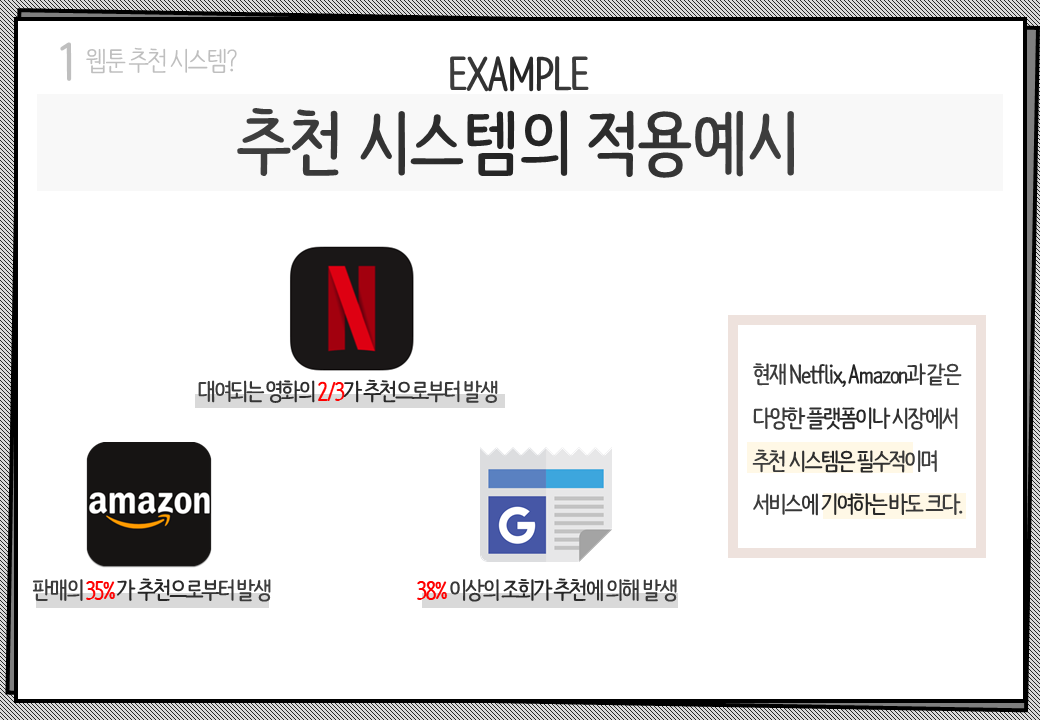 1 웹툰 추천 시스템?
EXAMPLE
추천 시스템의 적용예시
N
대여되는 영화의 2/3가 추천으로부터 발생
amazon
판매의 35%가 추천으로부터 발생
G
38% 이상의 조회가 추천에 의해 발생
현재 Netflix, Amazon과 같은
다양한 플랫폼이나 시장에서
추천 시스템은 필수적이며
서비스에 기여하는 바도 크다.